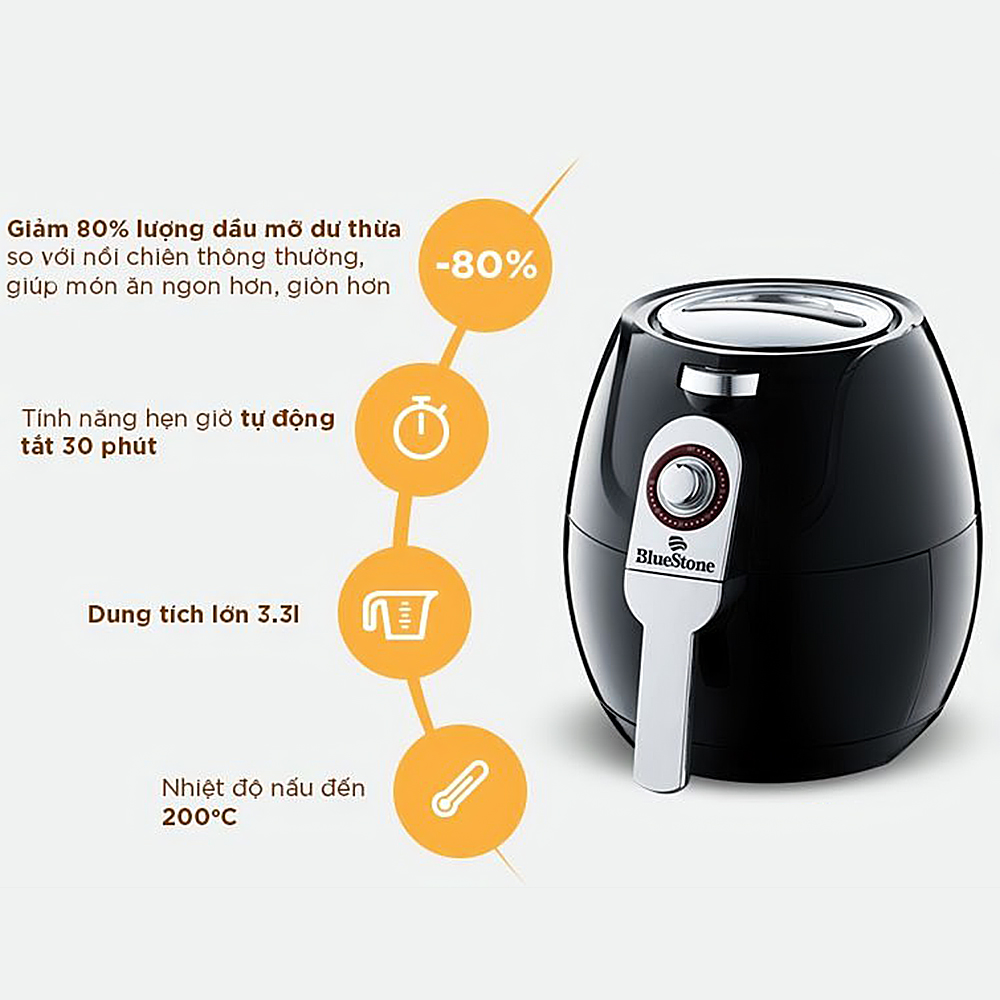 Giảm 80% lượng dầu mỡ dư thừa
so với nồi chiên thông thường,
giúp món ăn ngon hơn, giòn hơn
-80%
Tính năng hẹn giờ tự động
tắt 30 phút
Dung tích lớn 3.3l
Nhiệt độ nấu đến
200°C
BlueStone